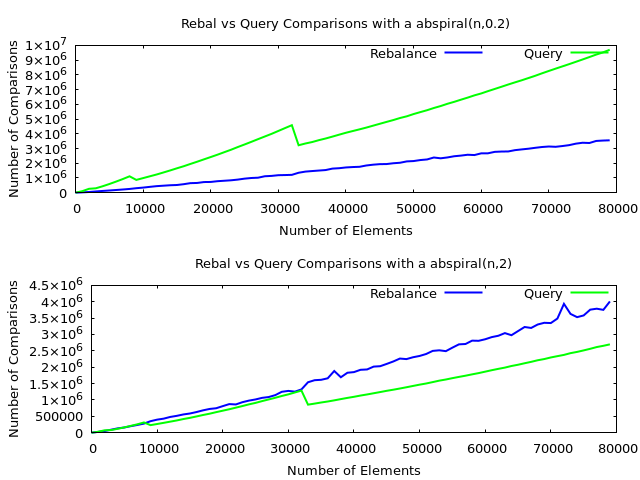 Rebal vs Query Comparisons with a abspiral(n,0.2)
Number of Comparisons
1×10⁷
9×10⁶
8×10⁶
7×10⁶
6×10⁶
5×10⁶
4×10⁶
3×10⁶
2×10⁶
1×10⁶
0
Rebalance Query
0 10000 20000 30000 40000 50000 60000 70000 80000
Number of Elements
Rebal vs Query Comparisons with a abspiral(n,2)
Number of Comparisons
4.5×10⁶
4×10⁶
3.5×10⁶
3×10⁶
2.5×10⁶
2×10⁶
1.5×10⁶
1×10⁶
500000
0
Rebalance Query
0 10000 20000 30000 40000 50000 60000 70000 80000
Number of Elements